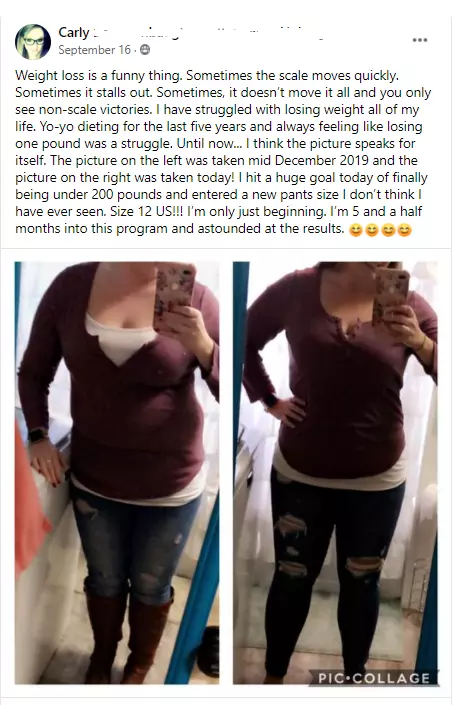 Carly
September 16 ·
Weight loss is a funny thing. Sometimes the scale moves quickly.
Sometimes it stalls out. Sometimes, it doesn't move it all and you only
see non-scale victories. I have struggled with losing weight all of my
life. Yo-yo dieting for the last five years and always feeling like losing
one pound was a struggle. Until now... I think the picture speaks for
itself. The picture on the left was taken mid December 2019 and the
picture on the right was taken today! I hit a huge goal today of finally
being under 200 pounds and entered a new pants size I don't think I
have ever seen. Size 12 US!!! I'm only just beginning. I'm 5 and a half
months into this program and astounded at the results. 😊😊😊😊
PIC•COLLAGE